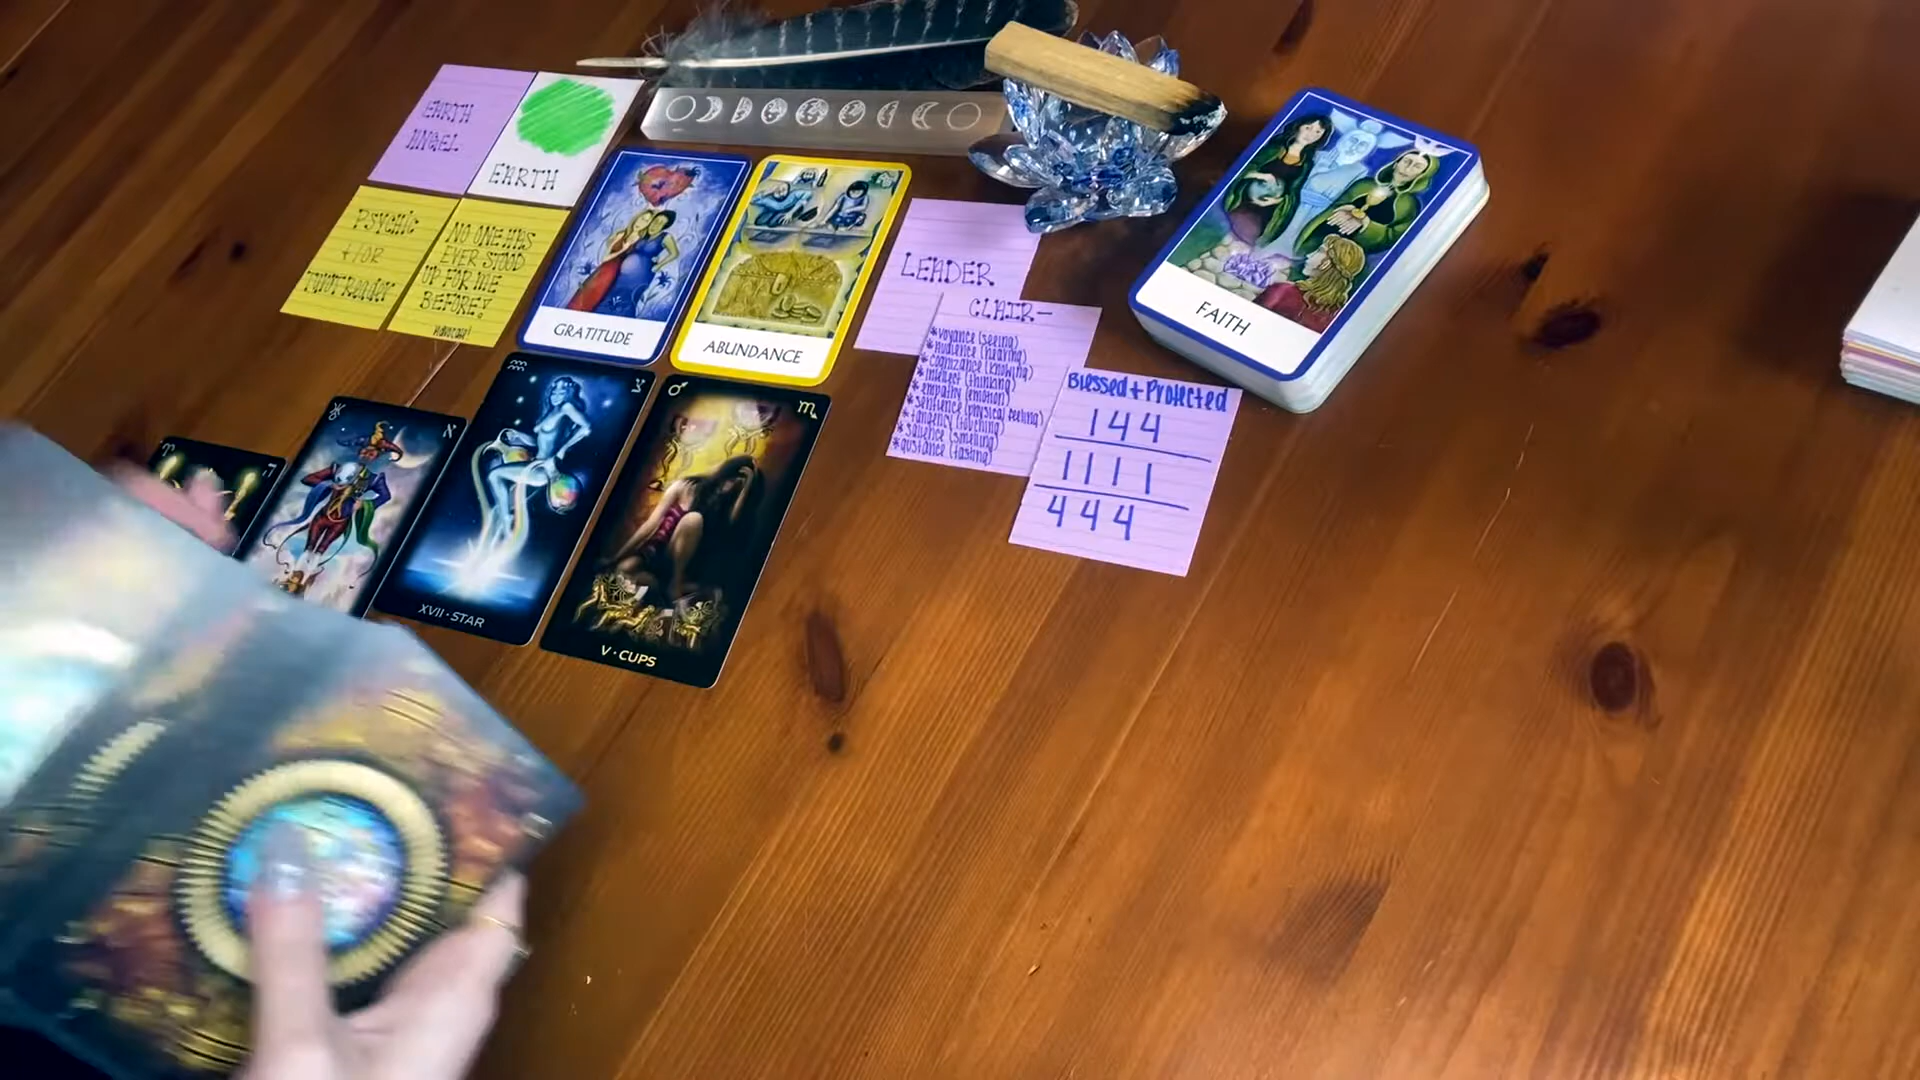 EARTH
ANGEL
EARTH
PSYCHIC
+/OR
TAROT Reader
NO ONE HAS
EVER STOOD
UP FOR ME
BEFORE!
GRATITUDE
ABUNDANCE
LEADER
CLAIR-
*voyance (seeing)
*audience (hearing)
*cognizance (knowing)
*intellect (thinking)
*empathy (emotion)
*sentience (physical feeling)
*tangency (touching)
*salience (smelling)
*gustance (tasting)
Blessed + Protected
144
1111
444
FAITH
XVII · STAR
V · CUPS